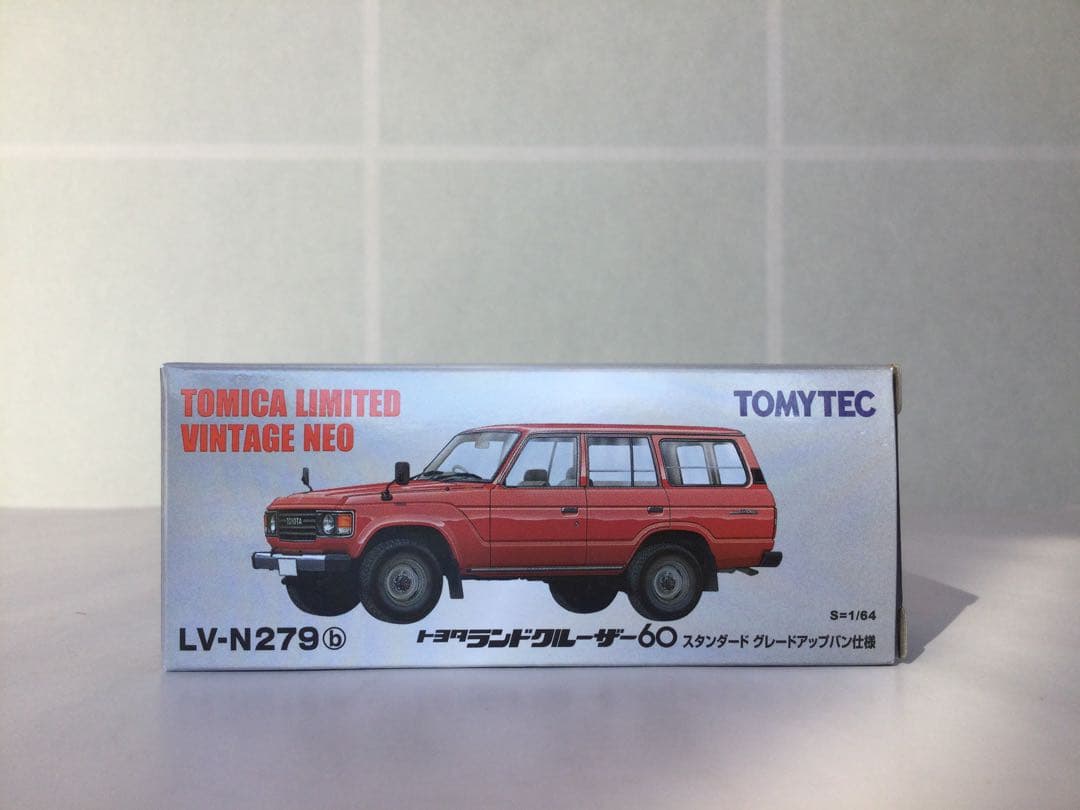 TOMICA LIMITED
VINTAGE NEO
TOMYTEC
TOYOTA
S=1/64
LV-N279ⓑ
トヨタランドクルーザー60 スタンダード グレードアップバン仕様